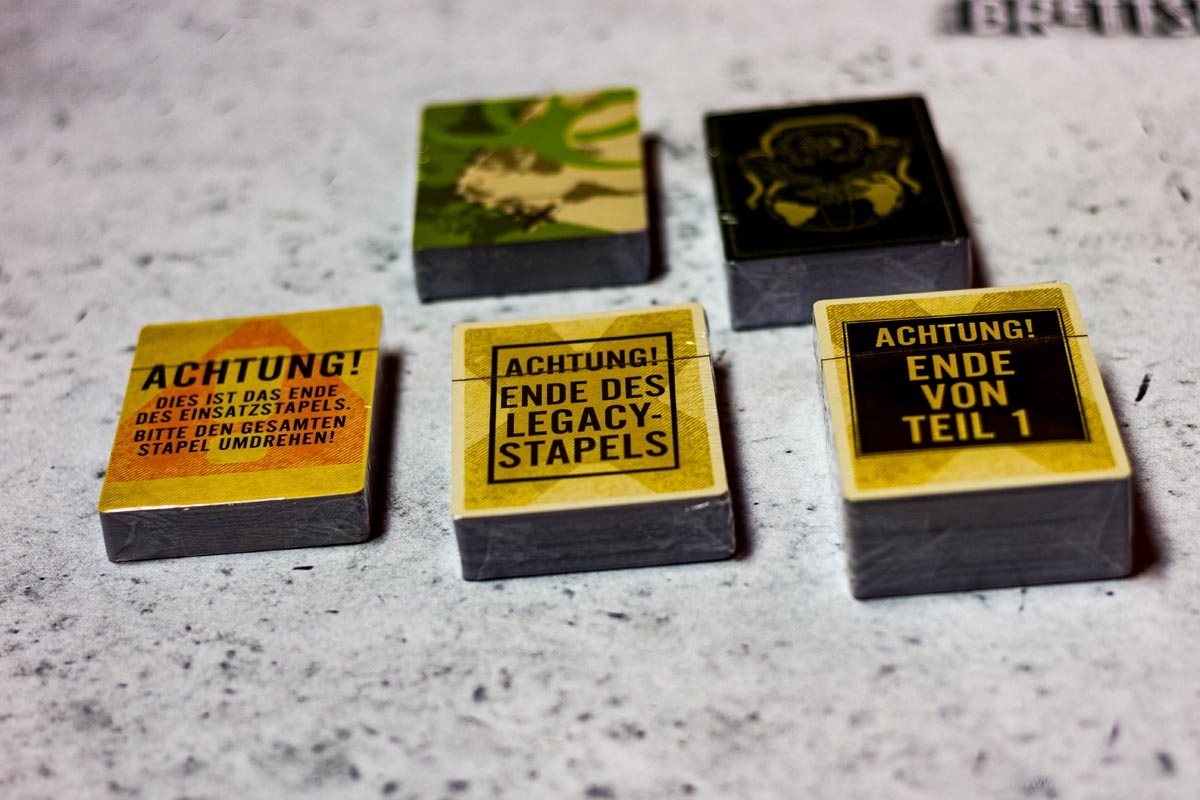 BRETTS
ACHTUNG!
DIES IST DAS ENDE
DES EINSATZSTAPELS.
BITTE DEN GESAMTEN
STAPEL UMDREHEN!
ACHTUNG!
ENDE DES
LEGACY-
STAPELS
ACHTUNG!
ENDE
VON
TEIL 1